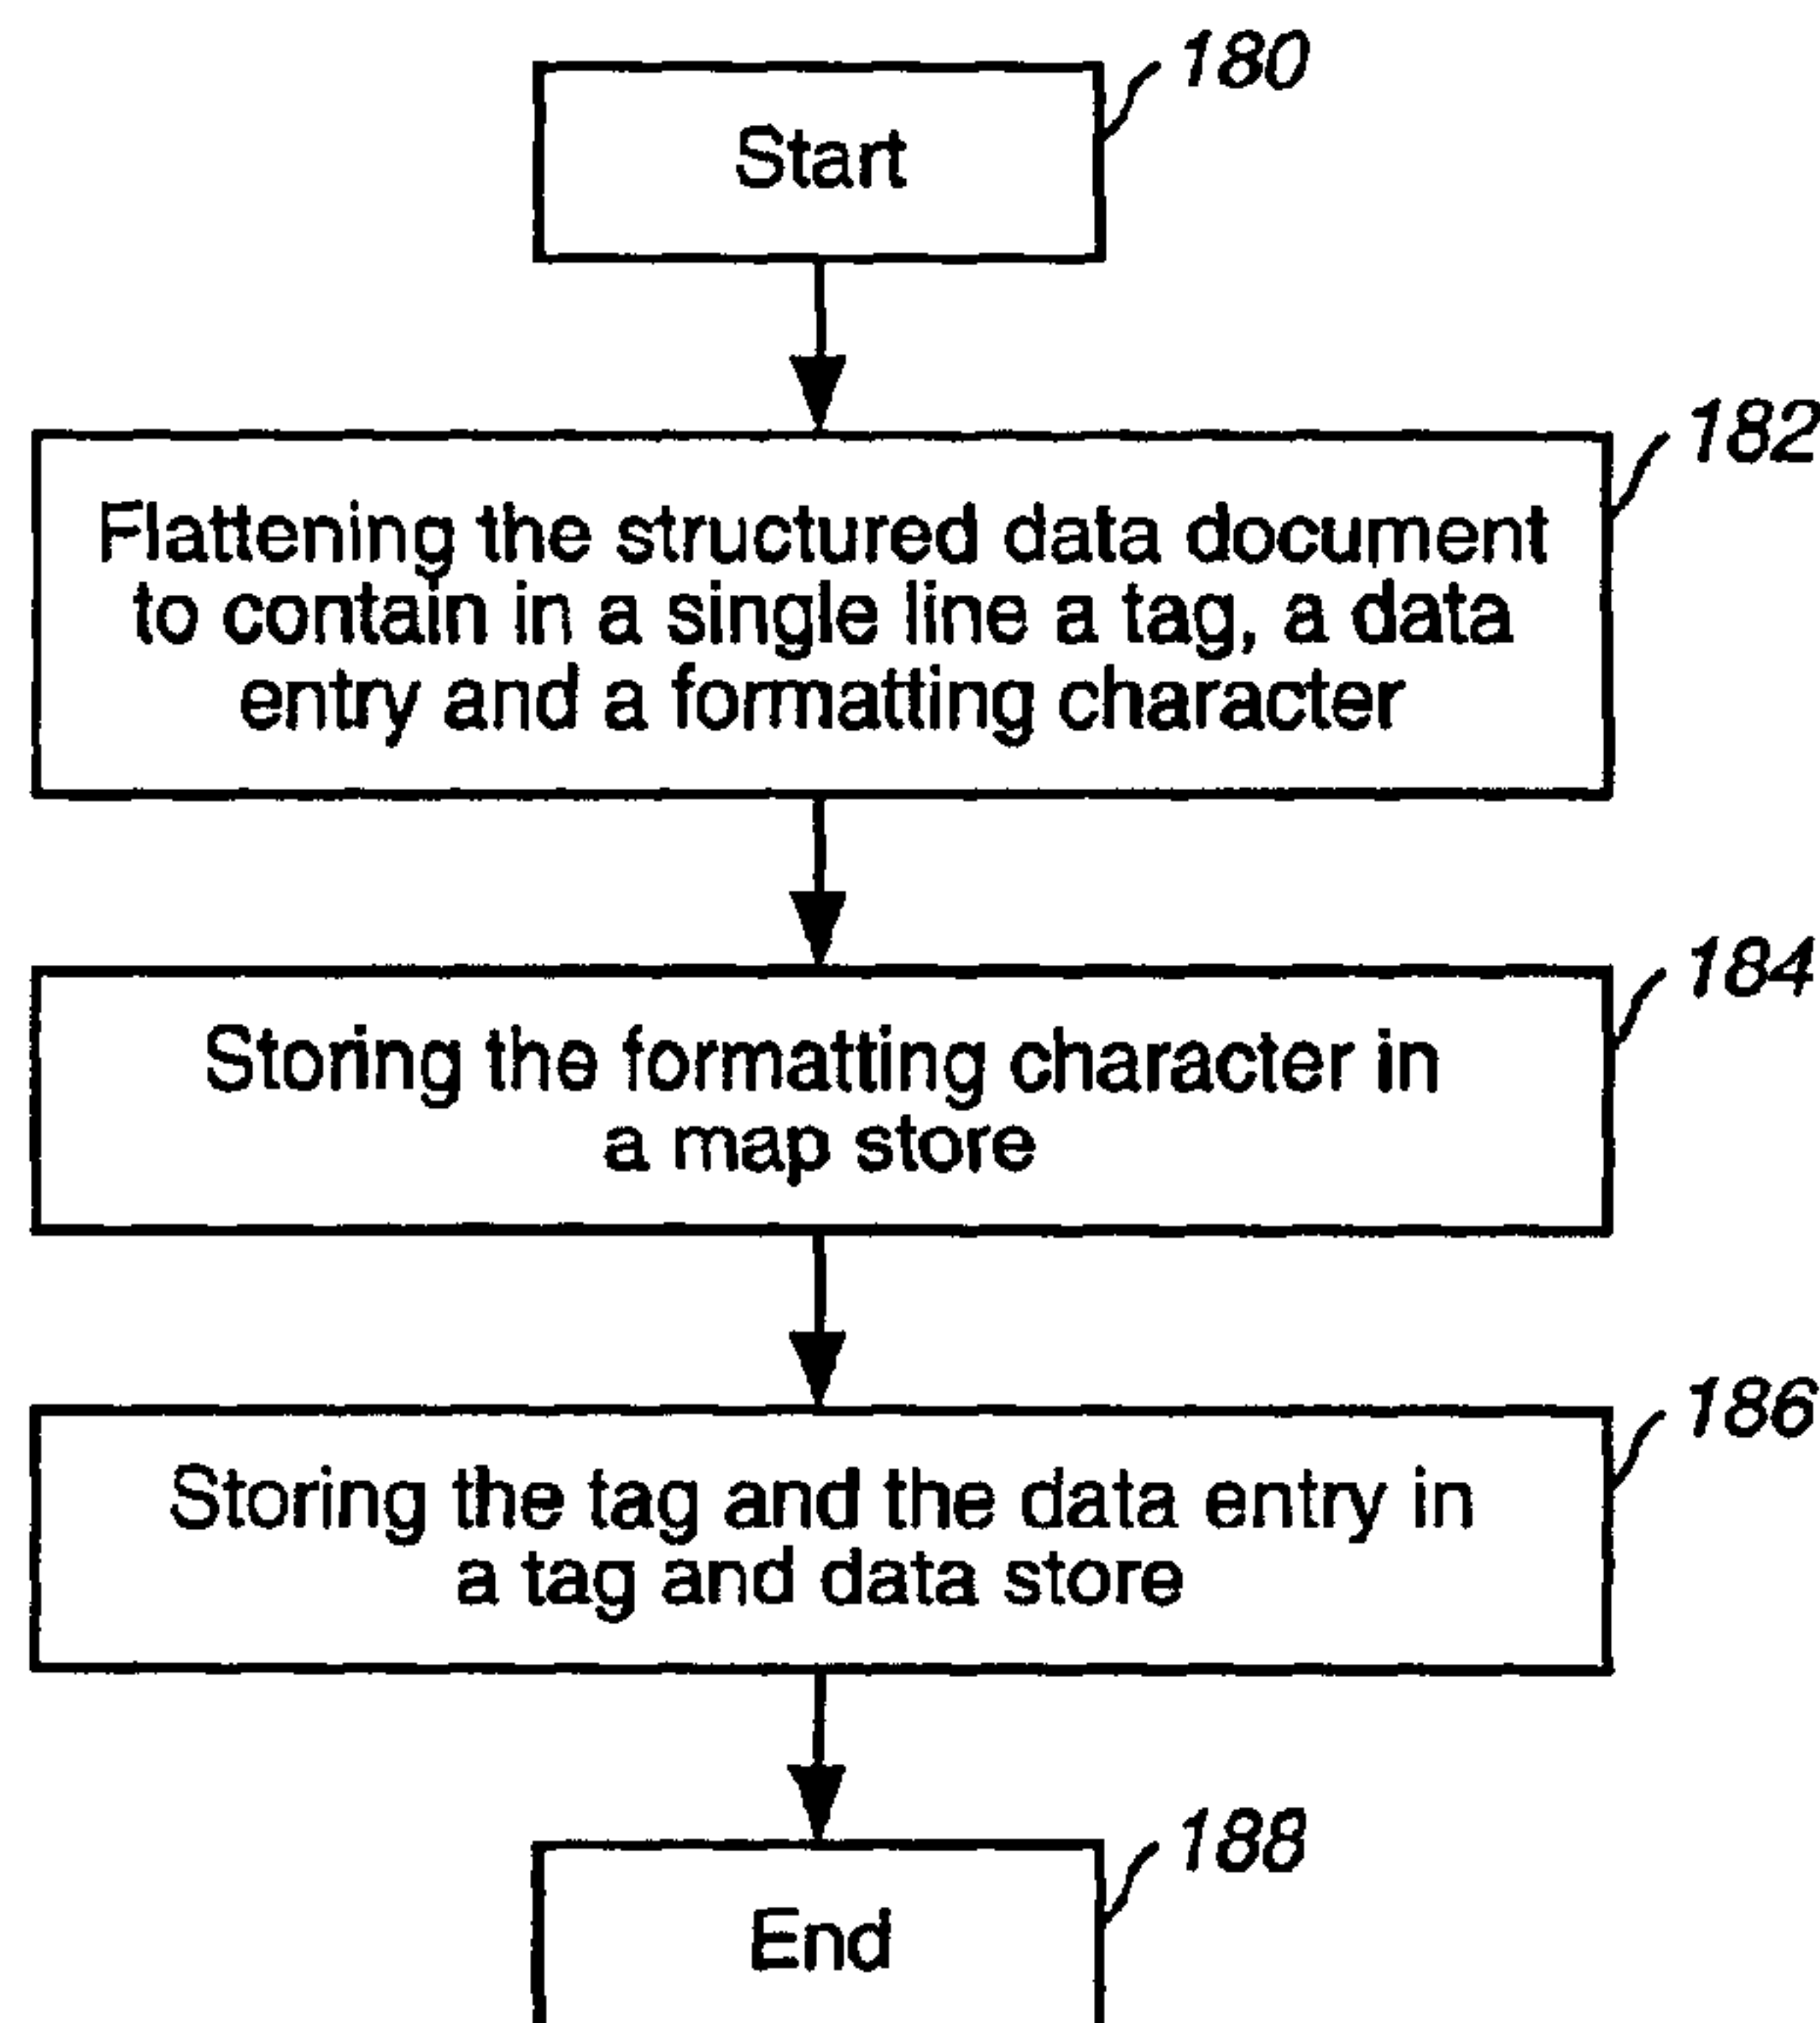 180
Start
182
Flattening the structured data document
to contain in a single line a tag, a data
entry and a formatting character
184
Storing the formatting character in
a map store
186
Storing the tag and the data entry in
a tag and data store
188
End